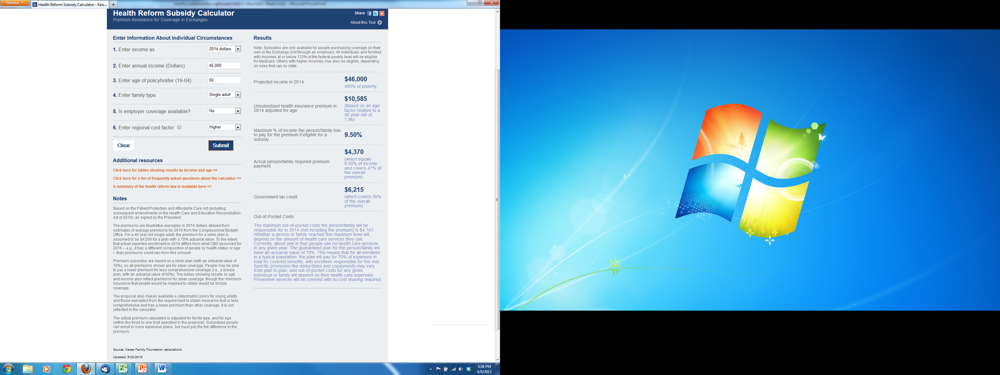 Firefox
Health Reform Subsidy Calculator - Kais...
Health Reform Subsidy Calculator
Premium Assistance for Coverage in Exchanges
Share
About this Tool
Enter Information About Individual Circumstances
1. Enter income as
2014 dollars
2. Enter annual income (Dollars)
46,000
3. Enter age of policyholder (19-64)
56
4. Enter family type
Single adult
5. Is employer coverage available?
No
6. Enter regional cost factor ?
Higher
Clear
Submit
Additional resources
Click here for tables showing results by income and age >>
Click here for a list of frequently asked questions about the calculator >>
A summary of the health reform law is available here >>
Notes
Based on the Patient Protection and Affordable Care Act (including
subsequent amendments in the Health Care and Education Reconciliation
Act of 2010), as signed by the President.
The premiums are illustrative examples in 2014 dollars derived from
estimates of average premiums for 2016 from the Congressional Budget
Office. For a 40 year old single adult, the premium for a silver plan is
assumed to be $4,500 for a plan with a 70% actuarial value. To the extent
that actual expected enrollment in 2014 differs from what CBO assumed for
2016 -- e.g., it has a different composition of people by health status or age
-- then premiums could vary from this amount.
Premium subsidies are based on a silver plan (with an actuarial value of
70%), so all premiums shown are for silver coverage. People may be able
to pay a lower premium for less comprehensive coverage (i.e., a bronze
plan, with an actuarial value of 60%). The tables showing results by age
and income also reflect premiums for silver coverage, though the minimum
insurance that people would be required to obtain would be bronze
coverage.
The proposal also makes available a catastrophic policy for young adults
and those exempted from the requirement to obtain insurance that is less
comprehensive and has a lower premium than other coverage. It is not
reflected in the calculator.
The actual premium calculated is adjusted for family type, and for age
(within the three to one limit specified in the proposal). Subsidized people
can enroll in more expensive plans, but must pay the full difference in the
premium.
Source: Kaiser Family Foundation calculations.
Updated: 6/22/2010
Results
Note: Subsidies are only available for people purchasing coverage on their
own in the Exchange (not through an employer). All individuals and families
with incomes at or below 133% of the federal poverty level will be eligible
for Medicaid. Others with higher incomes may also be eligible, depending
on rules that vary by state.
Projected income in 2014
$46,000
400% of poverty
Unsubsidized health insurance premium in
2014 adjusted for age
$10,585
(Based on an age
factor relative to a
40 year-old of:
1.96)
Maximum % of income the person/family has
to pay for the premium if eligible for a
subsidy
9.50%
Actual person/family required premium
payment
$4,370
(which equals
9.50% of income
and covers 41% of
the overall
premium)
Government tax credit
$6,215
(which covers 59%
of the overall
premium)
Out-of-Pocket Costs
The maximum out-of-pocket costs the person/family will be
responsible for in 2014 (not including the premium) is $4,167.
Whether a person or family reaches this maximum level will
depend on the amount of health care services they use.
Currently, about one in four people use no health care services
in any given year. The guaranteed plan for the person/family will
have an actuarial value of 70%. This means that for all enrollees
in a typical population, the plan will pay for 70% of expenses in
total for covered benefits, with enrollees responsible for the rest.
Specific provisions like deductibles and copayments may vary
from plan to plan, and out-of-pocket costs for any given
individual or family will depend on their health care expenses.
Preventive services will be covered with no cost sharing required.
5:58 PM
4/9/2013